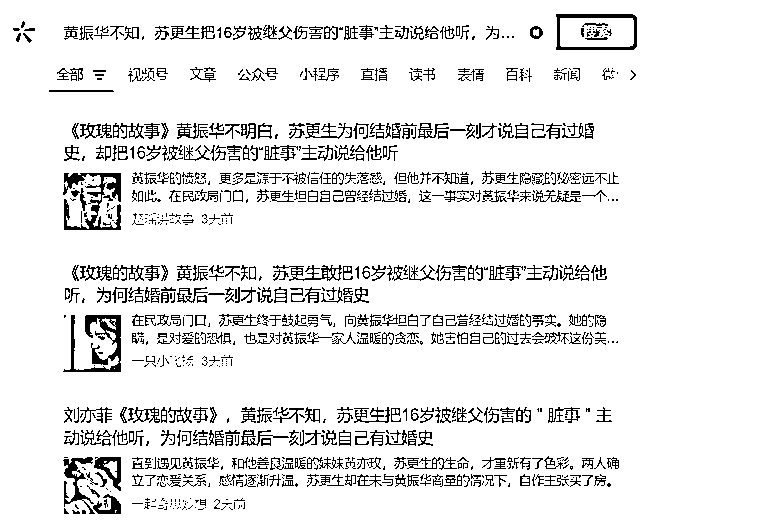 黄振华不知，苏更生把16岁被继父伤害的“脏事”主动说给他听，为...
搜索
全部 视频号 文章 公众号 小程序 直播 读书 表情 百科 新闻 微
《玫瑰的故事》黄振华不明白，苏更生为何结婚前最后一刻才说自己有过婚
史，却把16岁被继父伤害的“脏事”主动说给他听
黄振华的愤怒，更多是源于不被信任的失落感，但他并不知道，苏更生隐藏的秘密远不止
如此。在民政局门口，苏更生坦白自己曾经结过婚，这一事实对黄振华来说无疑是一个...
3天前
《玫瑰的故事》黄振华不知，苏更生敢把16岁被继父伤害的“脏事”主动说给他
听，为何结婚前最后一刻才说自己有过婚史
在民政局门口，苏更生终于鼓起勇气，向黄振华坦白了自己曾经结过婚的事实。她的隐
瞒，是对爱的恐惧，也是对黄振华一家人温暖的贪恋。她害怕自己的过去会破坏这份美...
3天前
刘亦菲《玫瑰的故事》，黄振华不知，苏更生把16岁被继父伤害的＂脏事＂主
动说给他听，为何结婚前最后一刻才说自己有过婚史
直到遇见黄振华，和他善良温暖的妹妹黄亦玫，苏更生的生命，才重新有了色彩。两人确
立了恋爱关系，感情逐渐升温。苏更生却在未与黄振华商量的情况下，自作主张买了房。
2天前